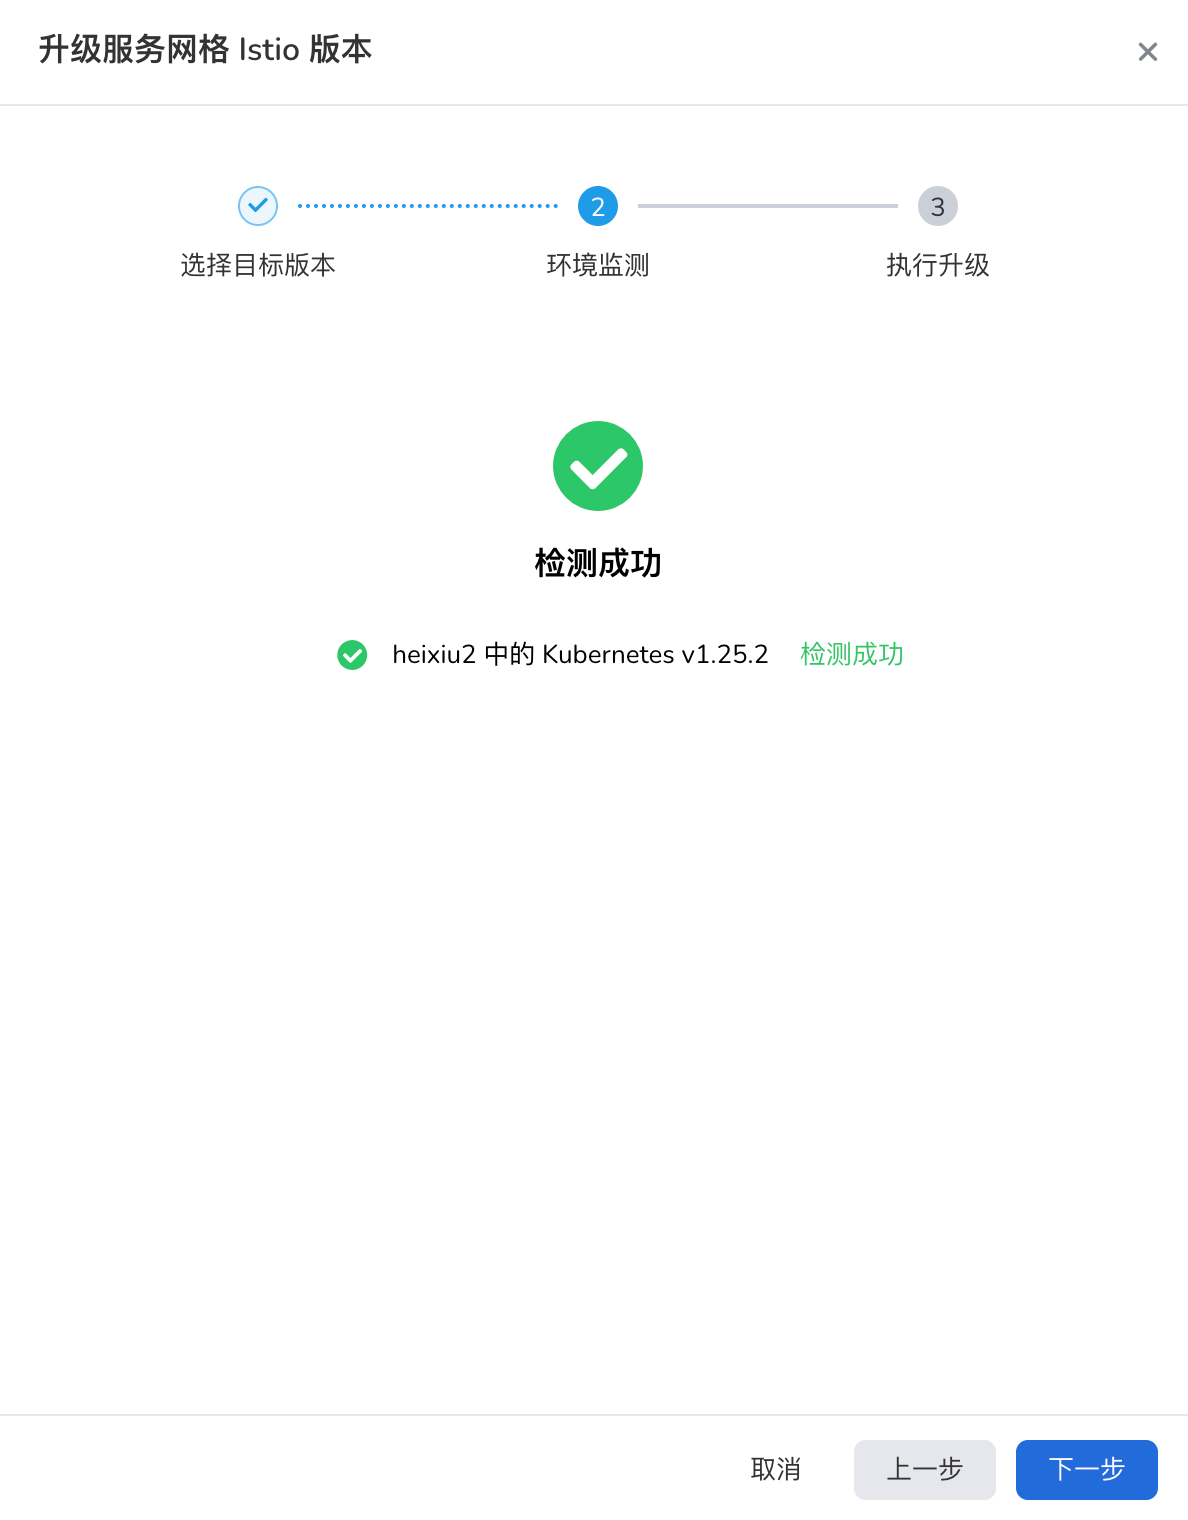 升级服务网格 Istio 版本
2
3
选择目标版本
环境监测
执行升级
检测成功
heixiu2 中的 Kubernetes v1.25.2 检测成功
取消
上一步
下一步